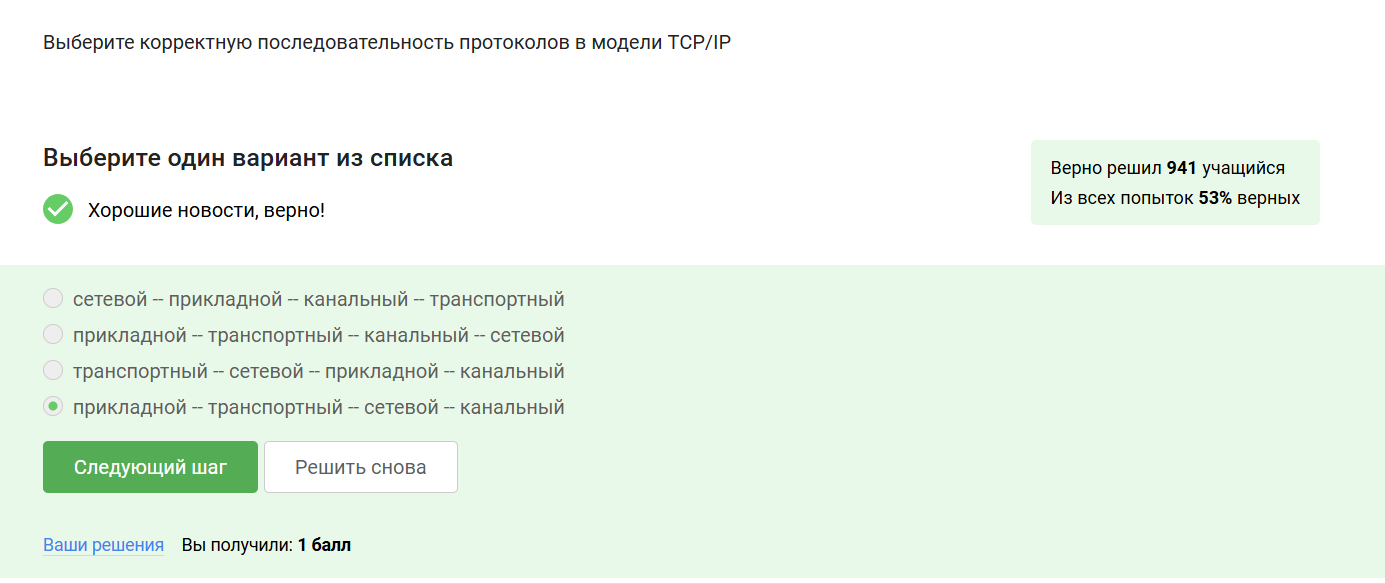 Выберите корректную последовательность протоколов в модели TCP/IP
Выберите один вариант из списка
Хорошие новости, верно!
Верно решил 941 учащийся
Из всех попыток 53% верных
сетевой -- прикладной -- канальный -- транспортный
прикладной -- транспортный -- канальный -- сетевой
транспортный -- сетевой -- прикладной -- канальный
прикладной -- транспортный -- сетевой -- канальный
Следующий шаг Решить снова
Ваши решения Вы получили: 1 балл